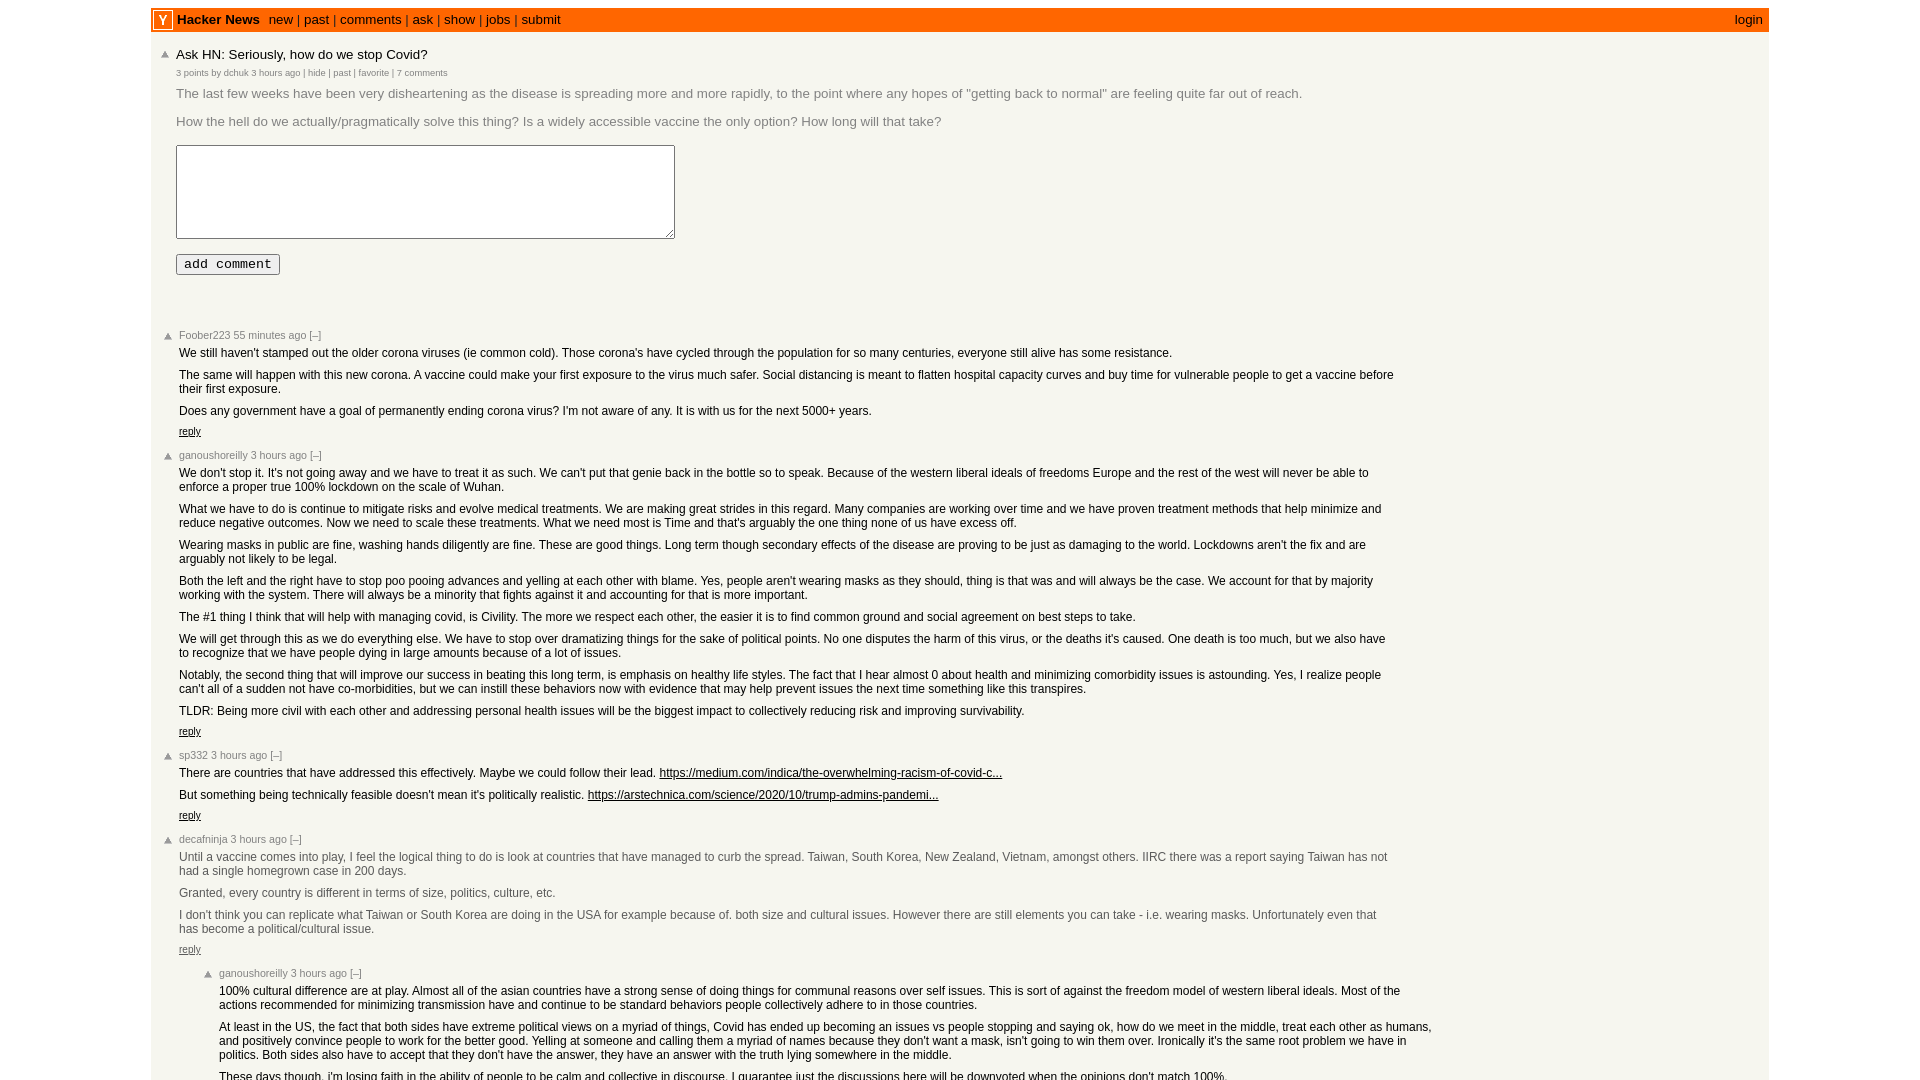 Y Hacker News new | past | comments | ask | show | jobs | submit login
Ask HN: Seriously, how do we stop Covid?
3 points by dchuk 3 hours ago | hide | past | favorite | 7 comments
The last few weeks have been very disheartening as the disease is spreading more and more rapidly, to the point where any hopes of "getting back to normal" are feeling quite far out of reach.
How the hell do we actually/pragmatically solve this thing? Is a widely accessible vaccine the only option? How long will that take?
add comment
Foober223 55 minutes ago [–]
We still haven't stamped out the older corona viruses (ie common cold). Those corona's have cycled through the population for so many centuries, everyone still alive has some resistance.
The same will happen with this new corona. A vaccine could make your first exposure to the virus much safer. Social distancing is meant to flatten hospital capacity curves and buy time for vulnerable people to get a vaccine before
their first exposure.
Does any government have a goal of permanently ending corona virus? I'm not aware of any. It is with us for the next 5000+ years.
reply
ganoushoreilly 3 hours ago [–]
We don't stop it. It's not going away and we have to treat it as such. We can't put that genie back in the bottle so to speak. Because of the western liberal ideals of freedoms Europe and the rest of the west will never be able to
enforce a proper true 100% lockdown on the scale of Wuhan.
What we have to do is continue to mitigate risks and evolve medical treatments. We are making great strides in this regard. Many companies are working over time and we have proven treatment methods that help minimize and
reduce negative outcomes. Now we need to scale these treatments. What we need most is Time and that's arguably the one thing none of us have excess off.
Wearing masks in public are fine, washing hands diligently are fine. These are good things. Long term though secondary effects of the disease are proving to be just as damaging to the world. Lockdowns aren't the fix and are
arguably not likely to be legal.
Both the left and the right have to stop poo pooing advances and yelling at each other with blame. Yes, people aren't wearing masks as they should, thing is that was and will always be the case. We account for that by majority
working with the system. There will always be a minority that fights against it and accounting for that is more important.
The #1 thing I think that will help with managing covid, is Civility. The more we respect each other, the easier it is to find common ground and social agreement on best steps to take.
We will get through this as we do everything else. We have to stop over dramatizing things for the sake of political points. No one disputes the harm of this virus, or the deaths it's caused. One death is too much, but we also have
to recognize that we have people dying in large amounts because of a lot of issues.
Notably, the second thing that will improve our success in beating this long term, is emphasis on healthy life styles. The fact that I hear almost 0 about health and minimizing comorbidity issues is astounding. Yes, I realize people
can't all of a sudden not have co-morbidities, but we can instill these behaviors now with evidence that may help prevent issues the next time something like this transpires.
TLDR: Being more civil with each other and addressing personal health issues will be the biggest impact to collectively reducing risk and improving survivability.
reply
sp332 3 hours ago [–]
There are countries that have addressed this effectively. Maybe we could follow their lead. https://medium.com/indica/the-overwhelming-racism-of-covid-c...
But something being technically feasible doesn't mean it's politically realistic. https://arstechnica.com/science/2020/10/trump-admins-pandemi...
reply
decafninja 3 hours ago [–]
Until a vaccine comes into play, I feel the logical thing to do is look at countries that have managed to curb the spread. Taiwan, South Korea, New Zealand, Vietnam, amongst others. IIRC there was a report saying Taiwan has not
had a single homegrown case in 200 days.
Granted, every country is different in terms of size, politics, culture, etc.
I don't think you can replicate what Taiwan or South Korea are doing in the USA for example because of. both size and cultural issues. However there are still elements you can take - i.e. wearing masks. Unfortunately even that
has become a political/cultural issue.
reply
ganoushoreilly 3 hours ago [–]
100% cultural difference are at play. Almost all of the asian countries have a strong sense of doing things for communal reasons over self issues. This is sort of against the freedom model of western liberal ideals. Most of the
actions recommended for minimizing transmission have and continue to be standard behaviors people collectively adhere to in those countries.
At least in the US, the fact that both sides have extreme political views on a myriad of things, Covid has ended up becoming an issues vs people stopping and saying ok, how do we meet in the middle, treat each other as humans,
and positively convince people to work for the better good. Yelling at someone and calling them a myriad of names because they don't want a mask, isn't going to win them over. Ironically it's the same root problem we have in
politics. Both sides also have to accept that they don't have the answer, they have an answer with the truth lying somewhere in the middle.
These days though, i'm losing faith in the ability of people to be calm and collective in discourse. I guarantee just the discussions here will be downvoted when the opinions don't match 100%.